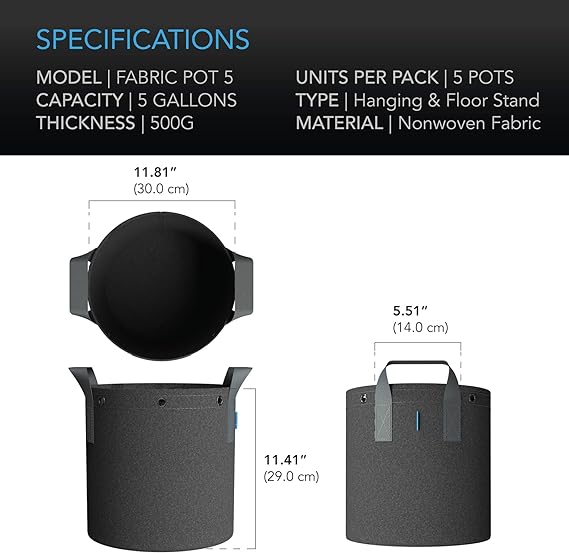 SPECIFICATIONS
MODEL | FABRIC POT 5
CAPACITY | 5 GALLONS
THICKNESS | 500G
UNITS PER PACK | 5 POTS
TYPE | Hanging & Floor Stand
MATERIAL | Nonwoven Fabric
11.81”
(30.0 cm)
5.51”
(14.0 cm)
11.41”
(29.0 cm)